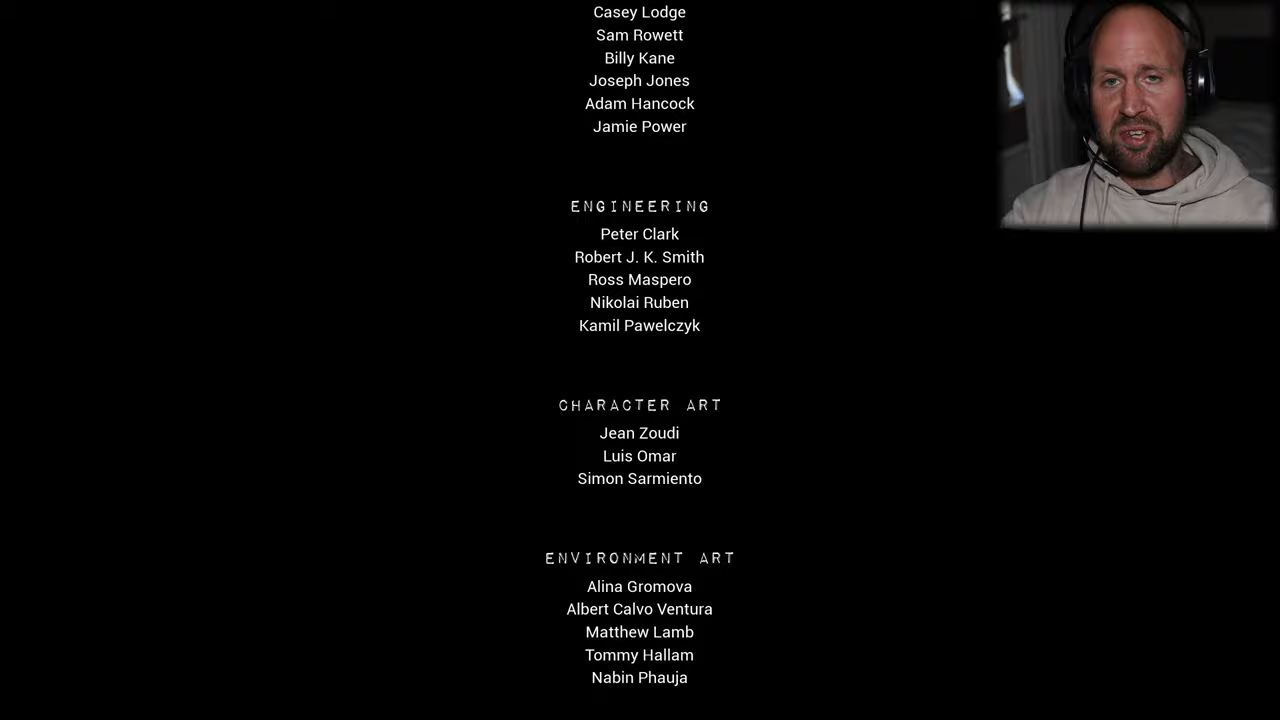 Casey Lodge
Sam Rowett
Billy Kane
Joseph Jones
Adam Hancock
Jamie Power
ENGINEERING
Peter Clark
Robert J. K. Smith
Ross Maspero
Nikolai Ruben
Kamil Pawelczyk
CHARACTER ART
Jean Zoudi
Luis Omar
Simon Sarmiento
ENVIRONMENT ART
Alina Gromova
Albert Calvo Ventura
Matthew Lamb
Tommy Hallam
Nabin Phauja